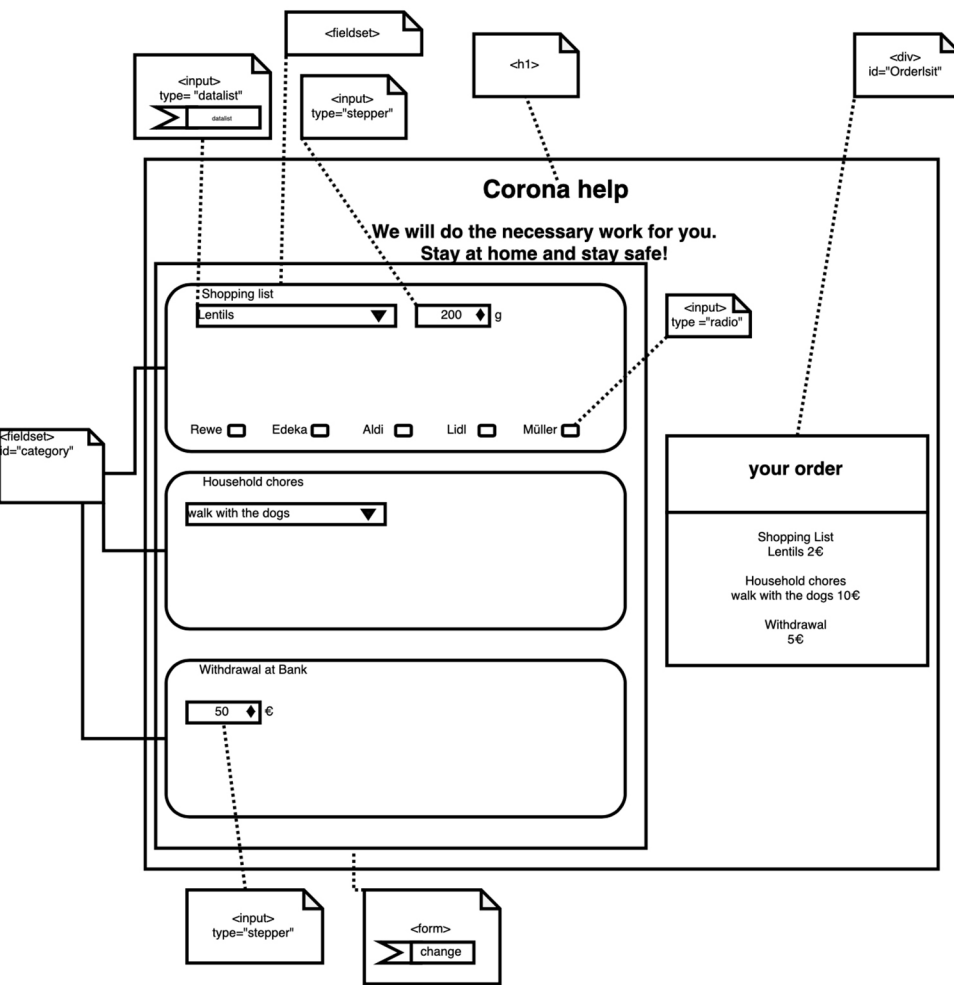 <fieldset>
<input>
type= "datalist"
datalist
<input>
type="stepper"
<h1>
<div>
id="Orderlsit"
Corona help
We will do the necessary work for you.
Stay at home and stay safe!
Shopping list
Lentils
200
g
<input>
type ="radio"
Rewe
Edeka
Aldi
Lidl
Müller
<fieldset>
id="category"
Household chores
walk with the dogs
your order
Shopping List
Lentils 2€
Household chores
walk with the dogs 10€
Withdrawal
5€
Withdrawal at Bank
50
€
<input>
type="stepper"
<form>
change